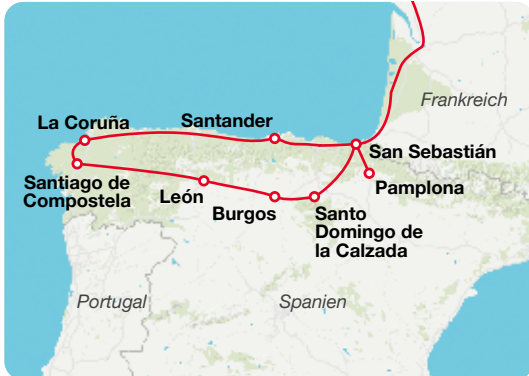 Frankreich
La Coruña
Santander
San Sebastián
Santiago de
Compostela
León
Burgos
Santo
Domingo de
la Calzada
Pamplona
Portugal
Spanien